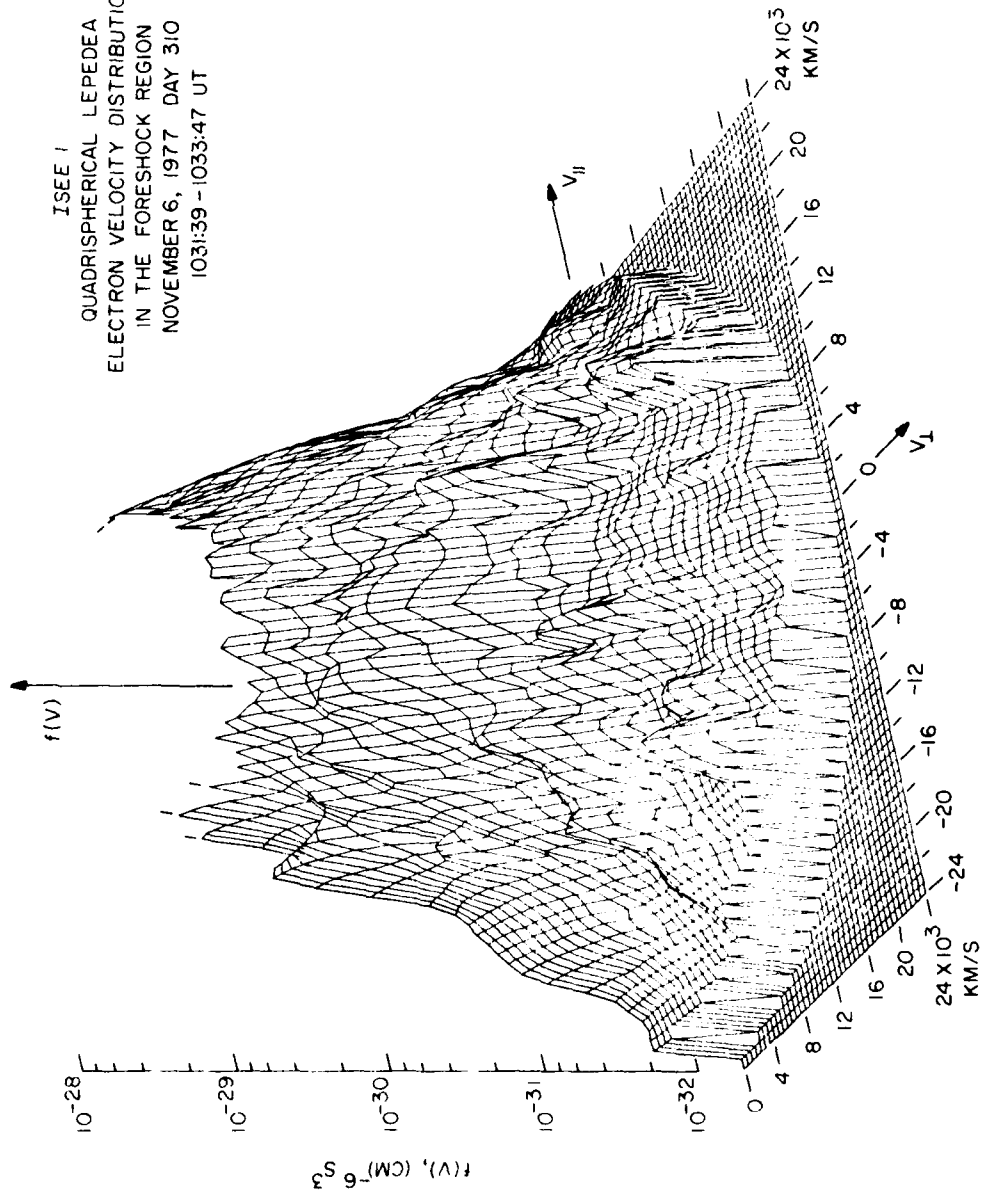 ISEE 1
QUADRISPHERICAL LEPEDEA
ELECTRON VELOCITY DISTRIBUTIO
IN THE FORESHOCK REGION
NOVEMBER 6, 1977 DAY 310
1031:39 - 1033:47 UT
f(V)
V∥
V⊥
f(V), (CM)⁻⁶S³
10⁻²⁸
10⁻²⁹
10⁻³⁰
10⁻³¹
10⁻³²
0
4
8
12
16
20
24 X 10³
KM/S
-24
-20
-16
-12
-8
-4
0
4
8
12
16
20
24 X 10³
KM/S